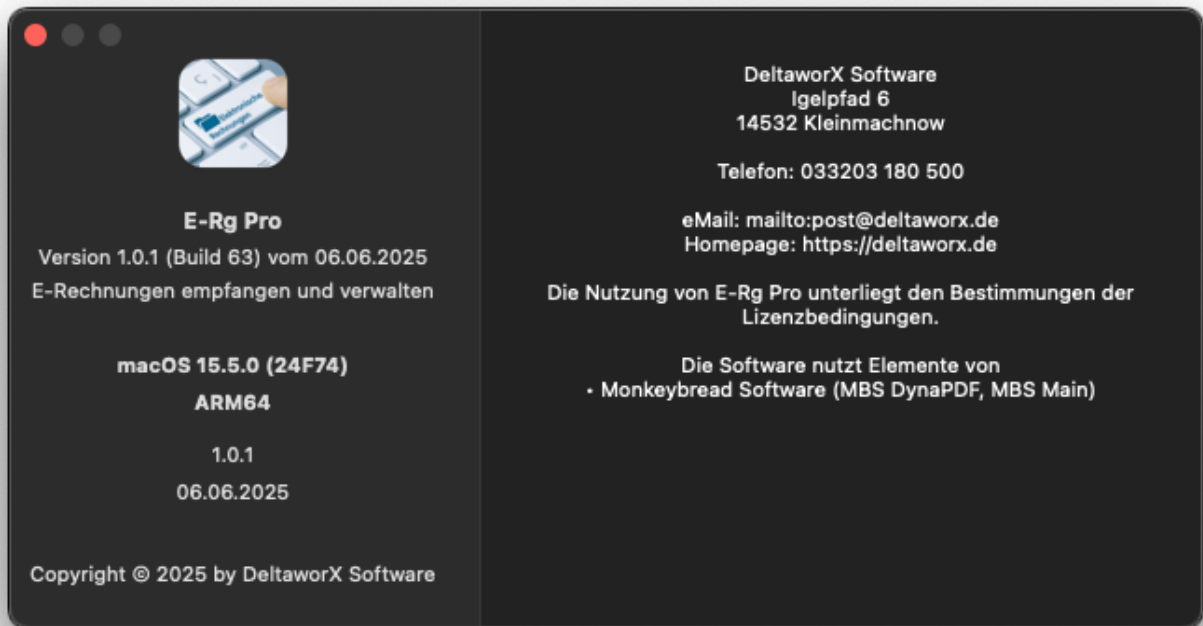 Elektronische
Rechnungen
E-Rg Pro
Version 1.0.1 (Build 63) vom 06.06.2025
E-Rechnungen empfangen und verwalten
macOS 15.5.0 (24F74)
ARM64
1.0.1
06.06.2025
Copyright © 2025 by DeltaworX Software
DeltaworX Software
Igelpfad 6
14532 Kleinmachnow
Telefon: 033203 180 500
eMail: mailto:post@deltaworx.de
Homepage: https://deltaworx.de
Die Nutzung von E-Rg Pro unterliegt den Bestimmungen der
Lizenzbedingungen.
Die Software nutzt Elemente von
• Monkeybread Software (MBS DynaPDF, MBS Main)